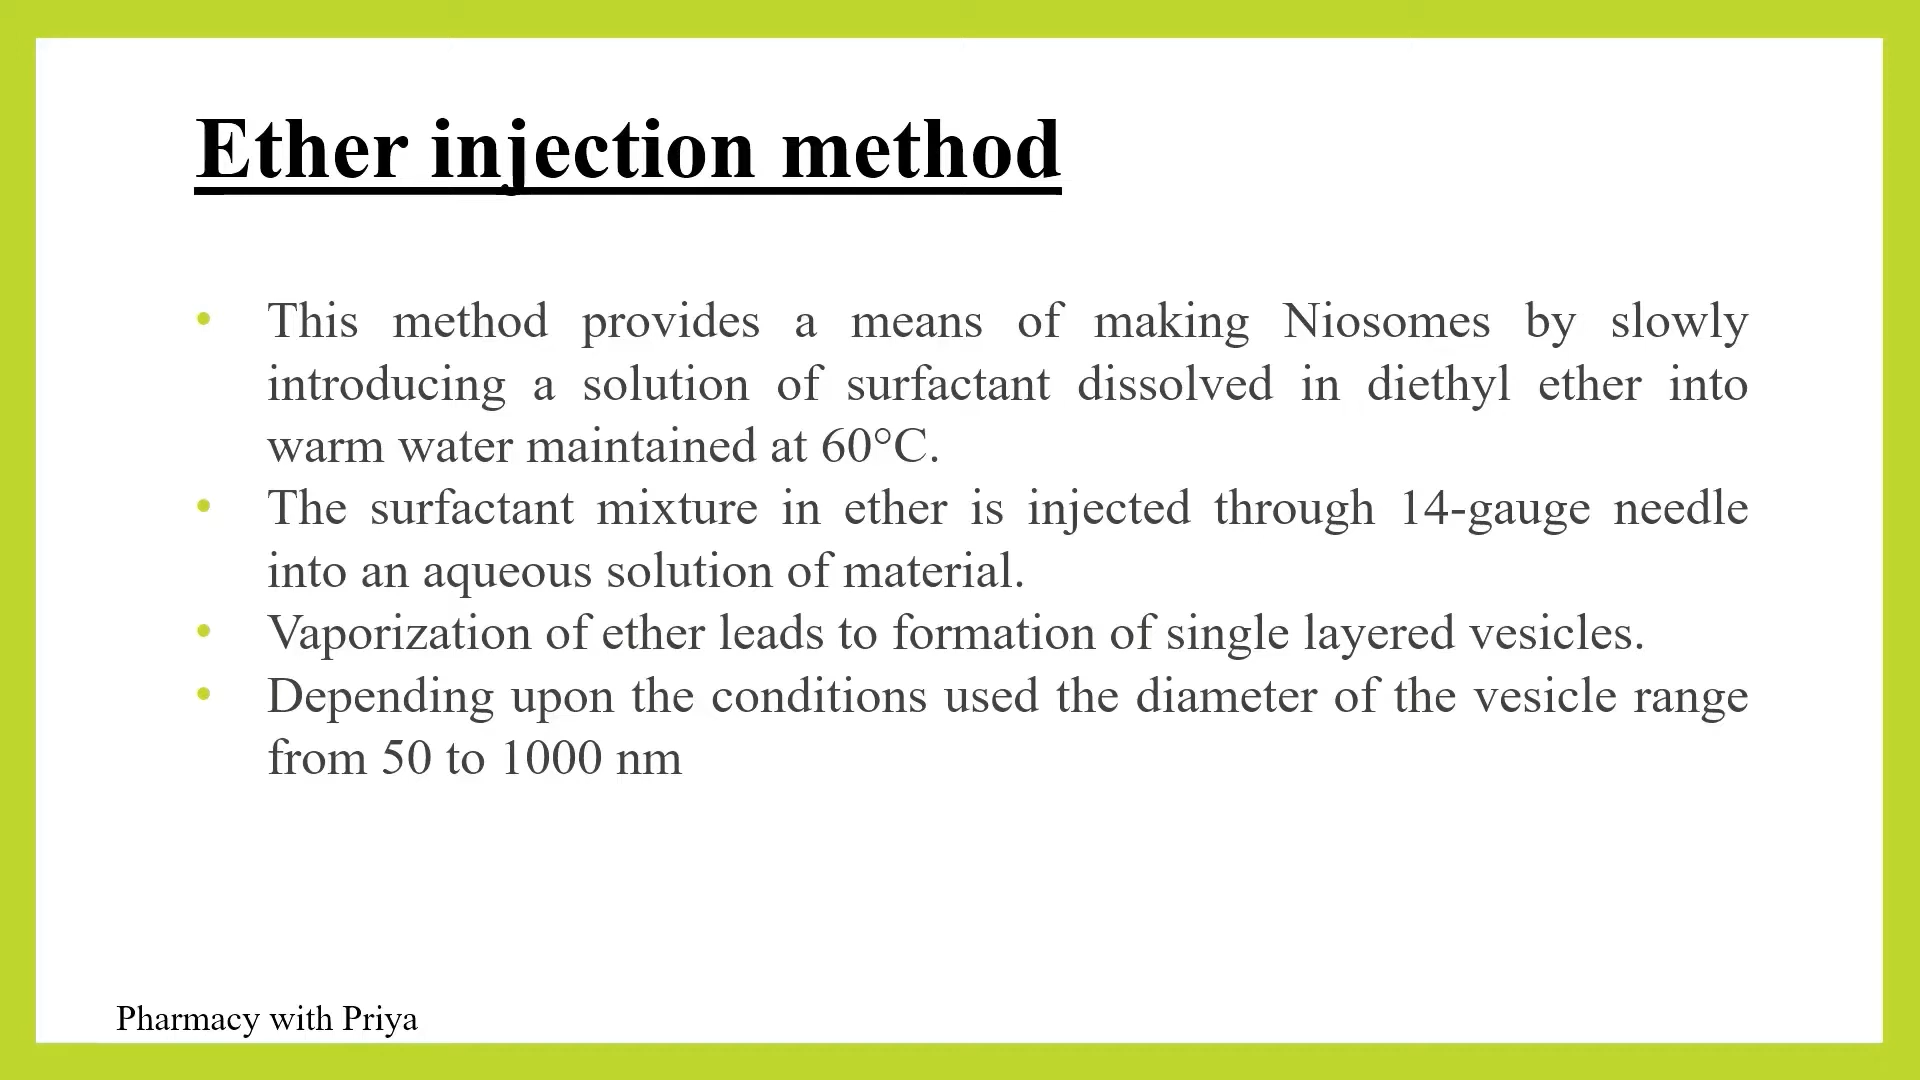 Ether injection method
• This method provides a means of making Niosomes by slowly
introducing a solution of surfactant dissolved in diethyl ether into
warm water maintained at 60°C.
• The surfactant mixture in ether is injected through 14-gauge needle
into an aqueous solution of material.
• Vaporization of ether leads to formation of single layered vesicles.
• Depending upon the conditions used the diameter of the vesicle range
from 50 to 1000 nm
Pharmacy with Priya